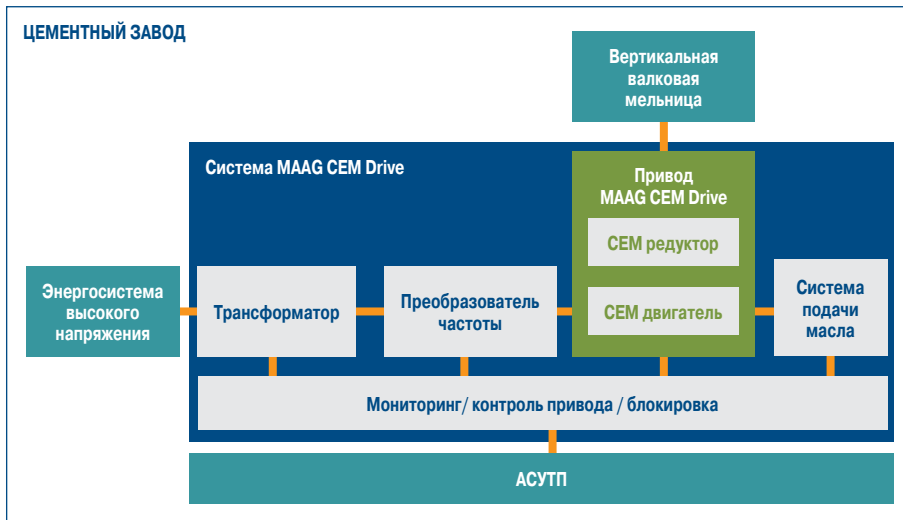 ЦЕМЕНТНЫЙ ЗАВОД
Вертикальная
валковая
мельница
Система MAAG CEM Drive
Привод
MAAG CEM Drive
CEM редуктор
Энергосистема
высокого
напряжения
Трансформатор
Преобразователь
частоты
CEM двигатель
Система
подачи
масла
Мониторинг/ контроль привода / блокировка
АСУТП